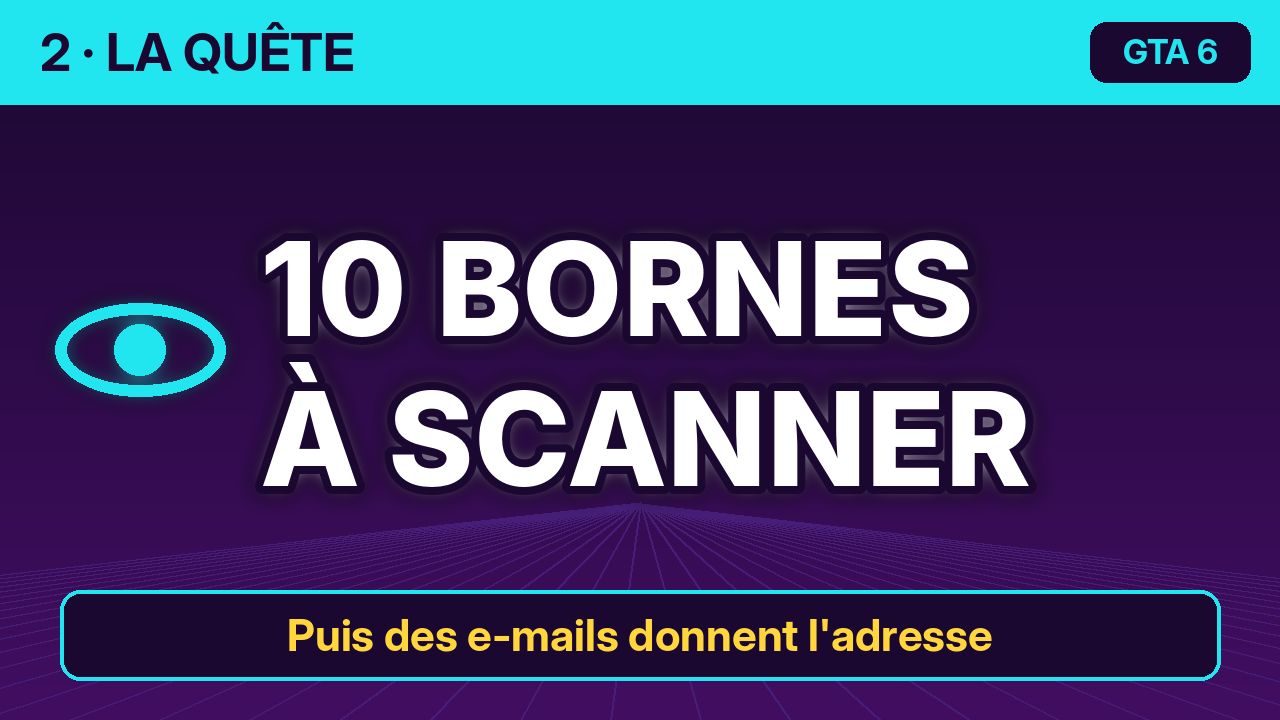 2 · LA QUÊTE
GTA 6
10 BORNES
À SCANNER
Puis des e-mails donnent l'adresse